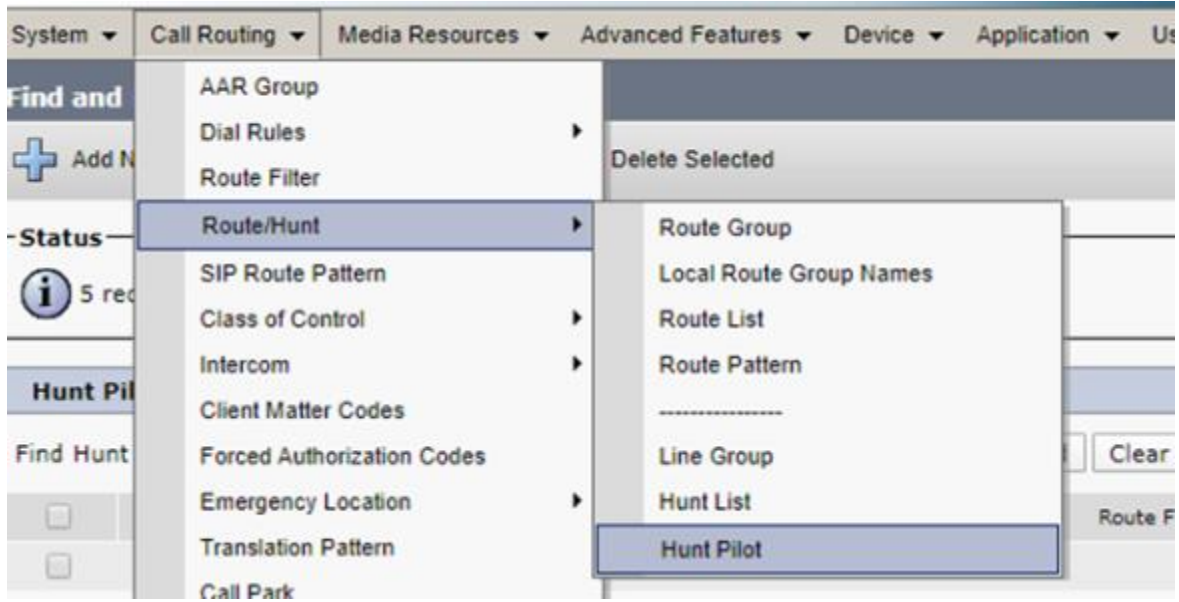 System Call Routing Media Resources Advanced Features Device Application
Find and
AAR Group
Dial Rules
Add
Delete Selected
Route Filter
Status
Route/Hunt
Route Group
5
SIP Route Pattern
Local Route Group Names
Class of Control
Route List
Intercom
Route Pattern
Hunt
Client Matter Codes
----------------
Find Hunt
Forced Authorization Codes
Line Group
Clear
Emergency Location
Hunt List
Route
Translation Pattern
Hunt Pilot
Call Park